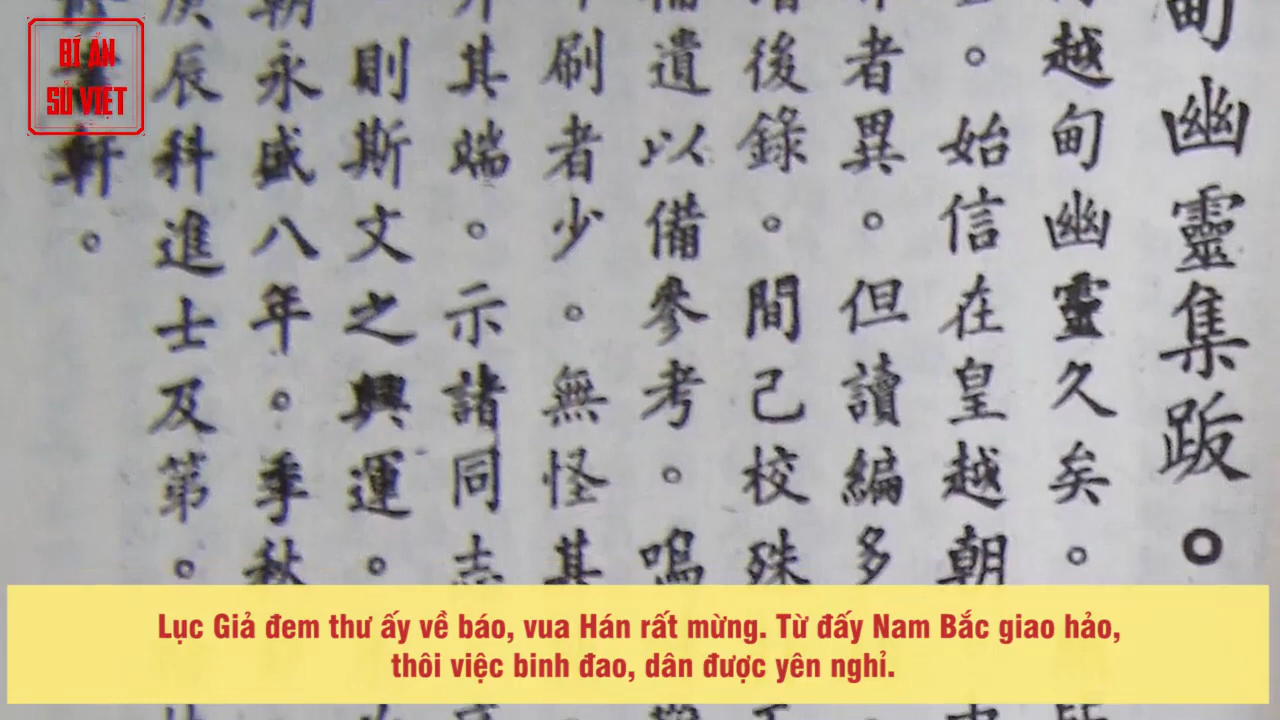 BÍ ẨN
SỬ VIỆT
甸幽靈集跋。
越甸幽靈久矣。
。始信在皇越朝
者異。但讀編多
後錄。間己校殊
遺以備參考。嗚
刷者少。無怪其
其端。示諸同志
則斯文之興運。
永盛八年。季秋
庚辰科進士及第。
軒。
Lục Giả đem thư ấy về báo, vua Hán rất mừng. Từ đấy Nam Bắc giao hảo,
thôi việc binh đao, dân được yên nghỉ.